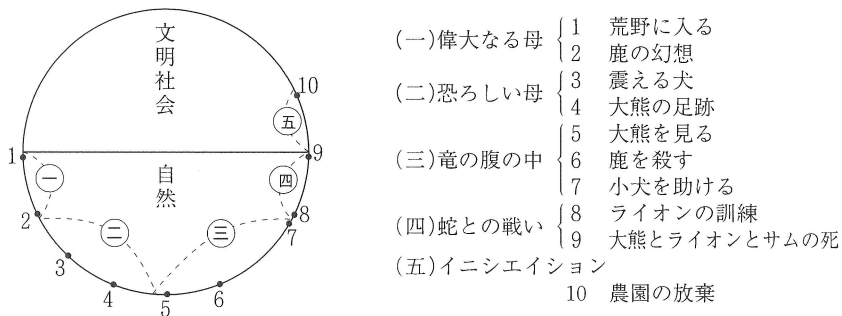 文明社会
自然
1
2
3
4
5
6
7
8
9
10
一
二
三
四
五
(一)偉大なる母
1 荒野に入る
2 鹿の幻想
(二)恐ろしい母
3 震える犬
4 大熊の足跡
(三)竜の腹の中
5 大熊を見る
6 鹿を殺す
7 小犬を助ける
(四)蛇との戦い
8 ライオンの訓練
9 大熊とライオンとサムの死
(五)イニシエイション
10 農園の放棄